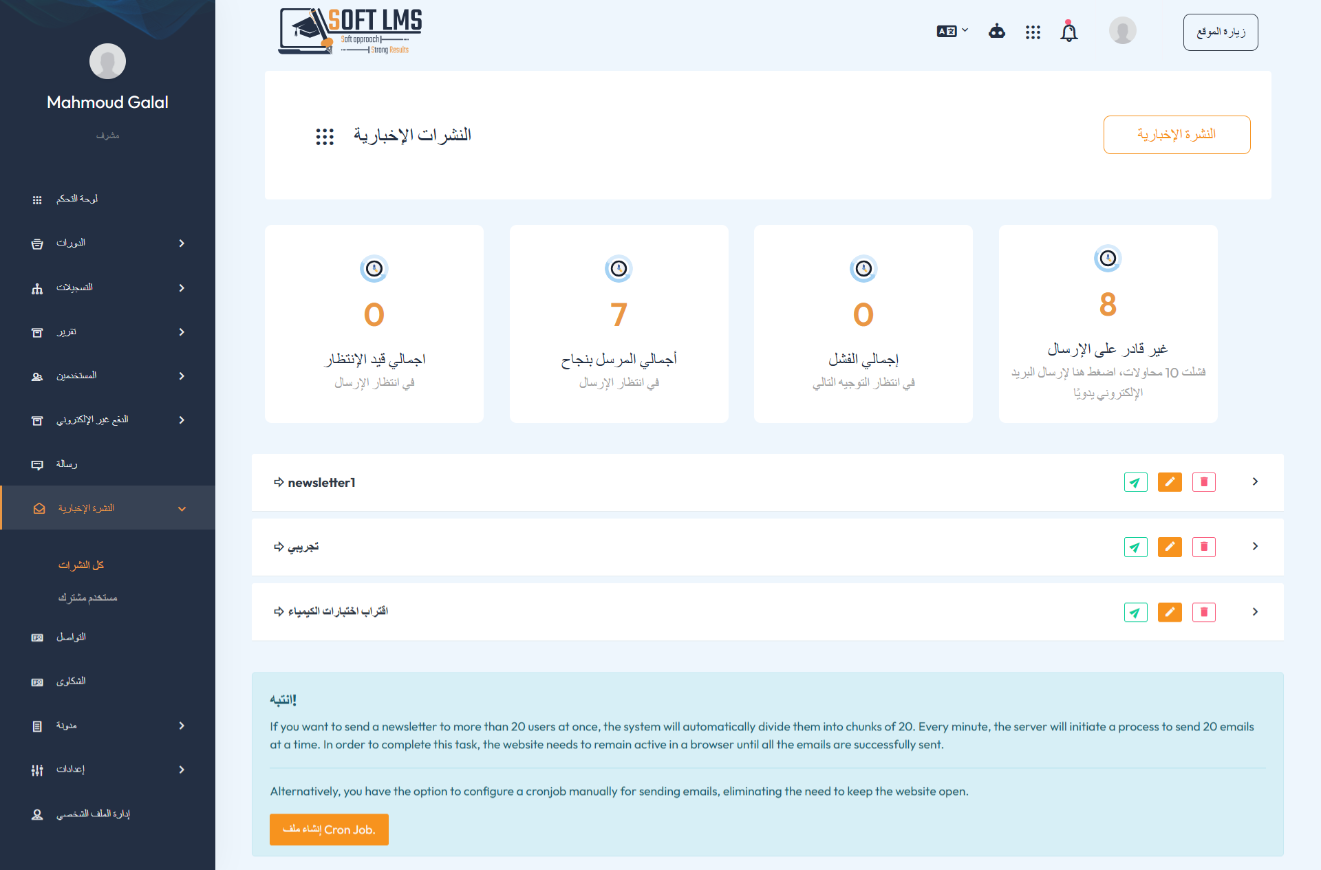 Mahmoud Galal
مشرف
لوحة التحكم
الدورات
التسجيلات
تقرير
المستخدمين
الدفع غير الإلكتروني
رسالة
النشرة الإخبارية
كل النشرات
مستخدم مشترك
التواصل
الشكاوى
مدونة
إعدادات
إدارة الملف الشخصي
SOFT LMS
Soft approach
Strong Results
زيارة الموقع
النشرات الإخبارية
النشرة الإخبارية
0
اجمالي قيد الإنتظار
في انتظار الإرسال
7
أجمالي المرسل بنجاح
في انتظار الإرسال
0
إجمالي الفشل
في انتظار التوجيه التالي
8
غير قادر على الإرسال
فشلت 10 محاولات، اضغط هنا لإرسال البريد
الإلكتروني يدويًا
newsletter1
تجريبي
اقتراب اختبارات الكيمياء
انتبه!
If you want to send a newsletter to more than 20 users at once, the system will automatically divide them into chunks of 20. Every minute, the server will initiate a process to send 20 emails
at a time. In order to complete this task, the website needs to remain active in a browser until all the emails are successfully sent.
Alternatively, you have the option to configure a cronjob manually for sending emails, eliminating the need to keep the website open.
إنشاء ملف Cron Job.